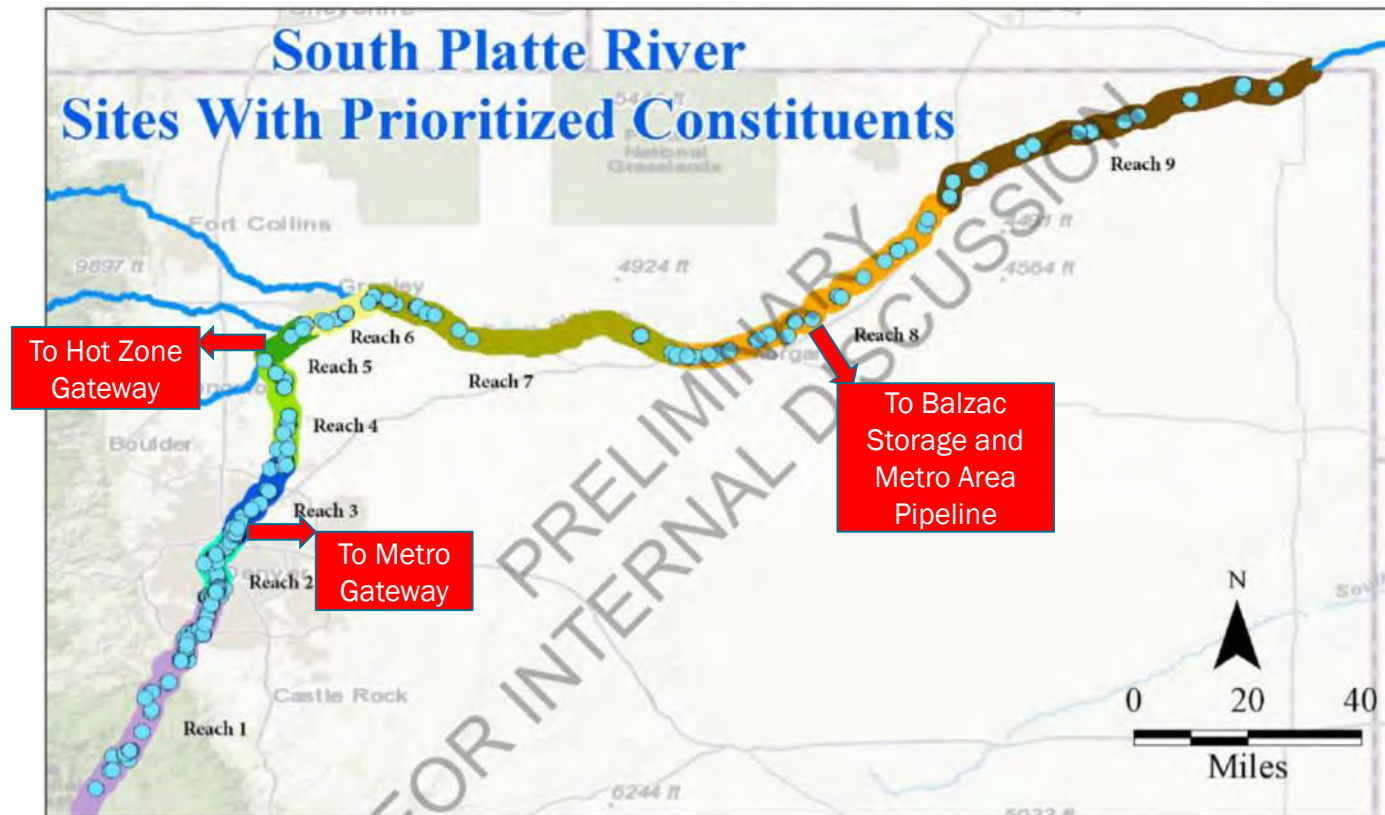 South Platte River
Sites With Prioritized Constituents
5446 ft
National
Grasslands
Reach 9
Fort Collins
9897 ft
4924 ft
4564 ft
Greeley
To Hot Zone
Gateway
Reach 6
Reach 8
Reach 5
Reach 7
To Balzac
Storage and
Metro Area
Pipeline
Reach 4
Boulder
Reach 3
To Metro
Gateway
Reach 2
PRELIMINARY
FOR INTERNAL DISCUSSION
N
Castle Rock
0 20 40
Miles
Reach 1
6244 ft